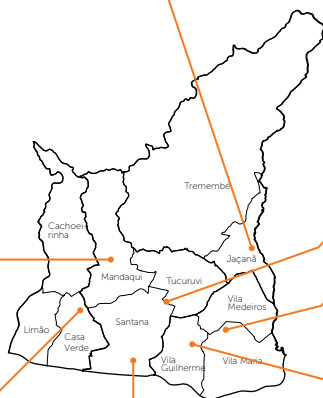 Tremembé
Cachoei-
rinha
Jaçanã
Mandaqui
Tucuruvi
Vila
Medeiros
Santana
Limão
Casa
Verde
Vila
Guilherme
Vila Maria